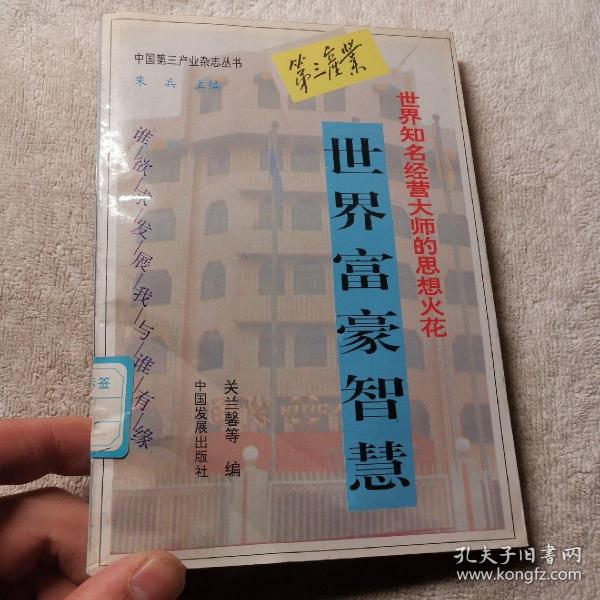 中国第三产业杂志丛书
朱兵 主编
第三產業
世界知名经营大师的思想火花
世界富豪智慧
谁欲求发展我与谁有缘
关兰馨等 编
中国发展出版社
签
孔夫子旧书网
www.kongfz.com